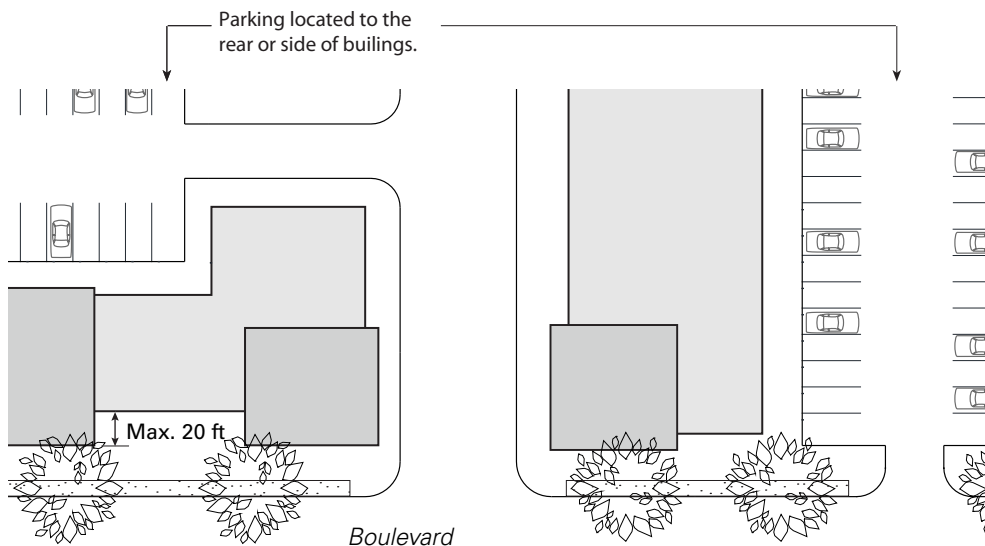 Parking located to the
rear or side of builings.
Max. 20 ft
Boulevard